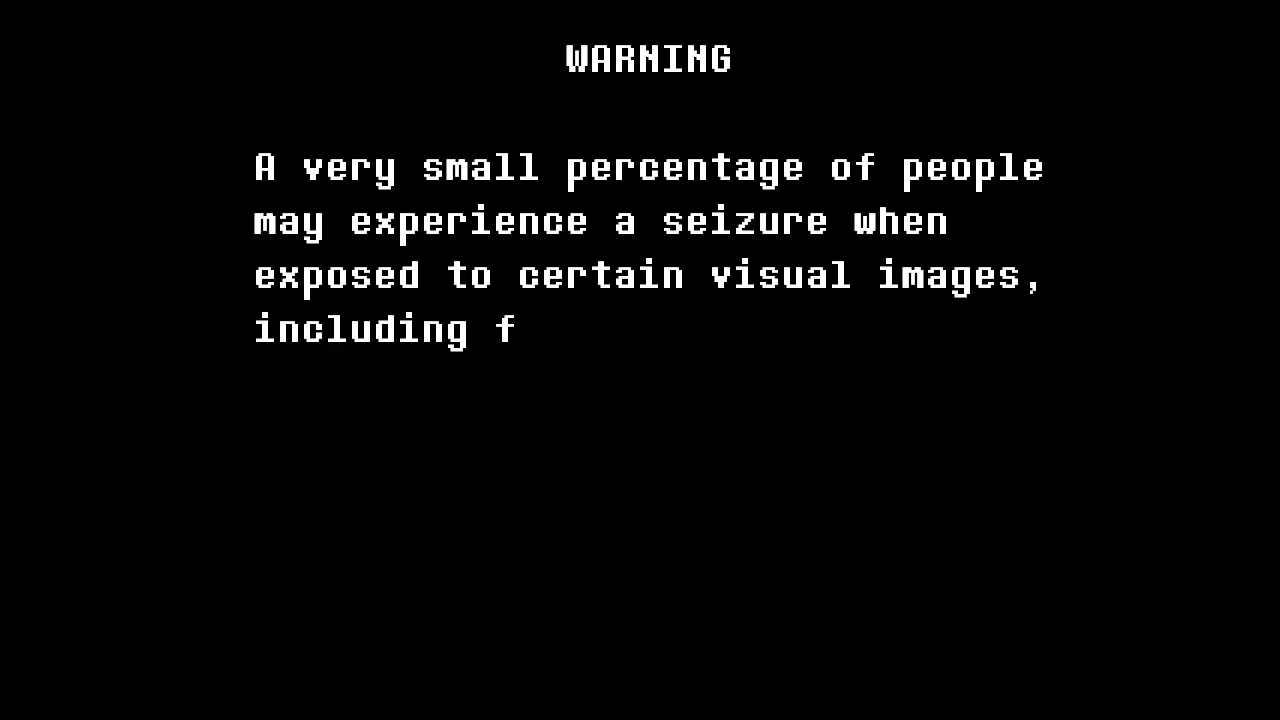 WARNING
A very small percentage of people
may experience a seizure when
exposed to certain visual images,
including f